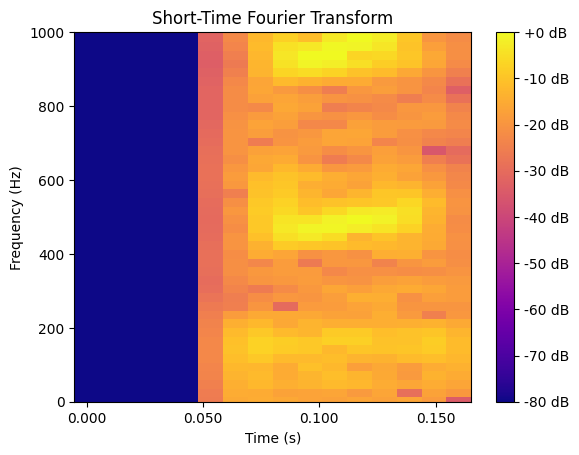 Short-Time Fourier Transform
1000
800
600
400
200
0
Frequency (Hz)
0.000
0.050
0.100
0.150
Time (s)
+0 dB
-10 dB
-20 dB
-30 dB
-40 dB
-50 dB
-60 dB
-70 dB
-80 dB